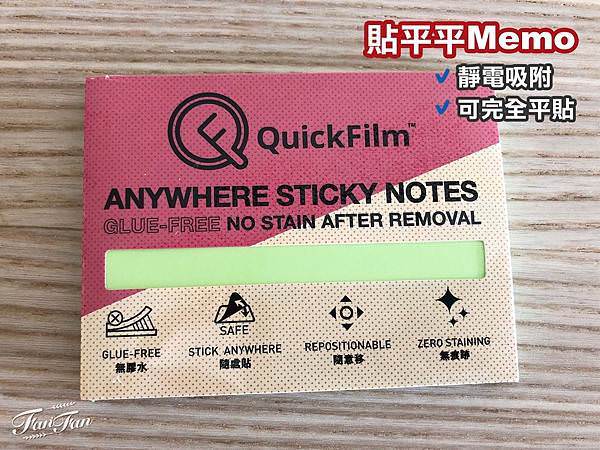 貼平平Memo
✓靜電吸附
✓可完全平貼
QuickFilm™
ANYWHERE STICKY NOTES
GLUE-FREE NO STAIN AFTER REMOVAL
SAFE
GLUE-FREE
無膠水
STICK ANYWHERE
隨處貼
REPOSITIONABLE
隨意移
ZERO STAINING
無痕跡
FanFan